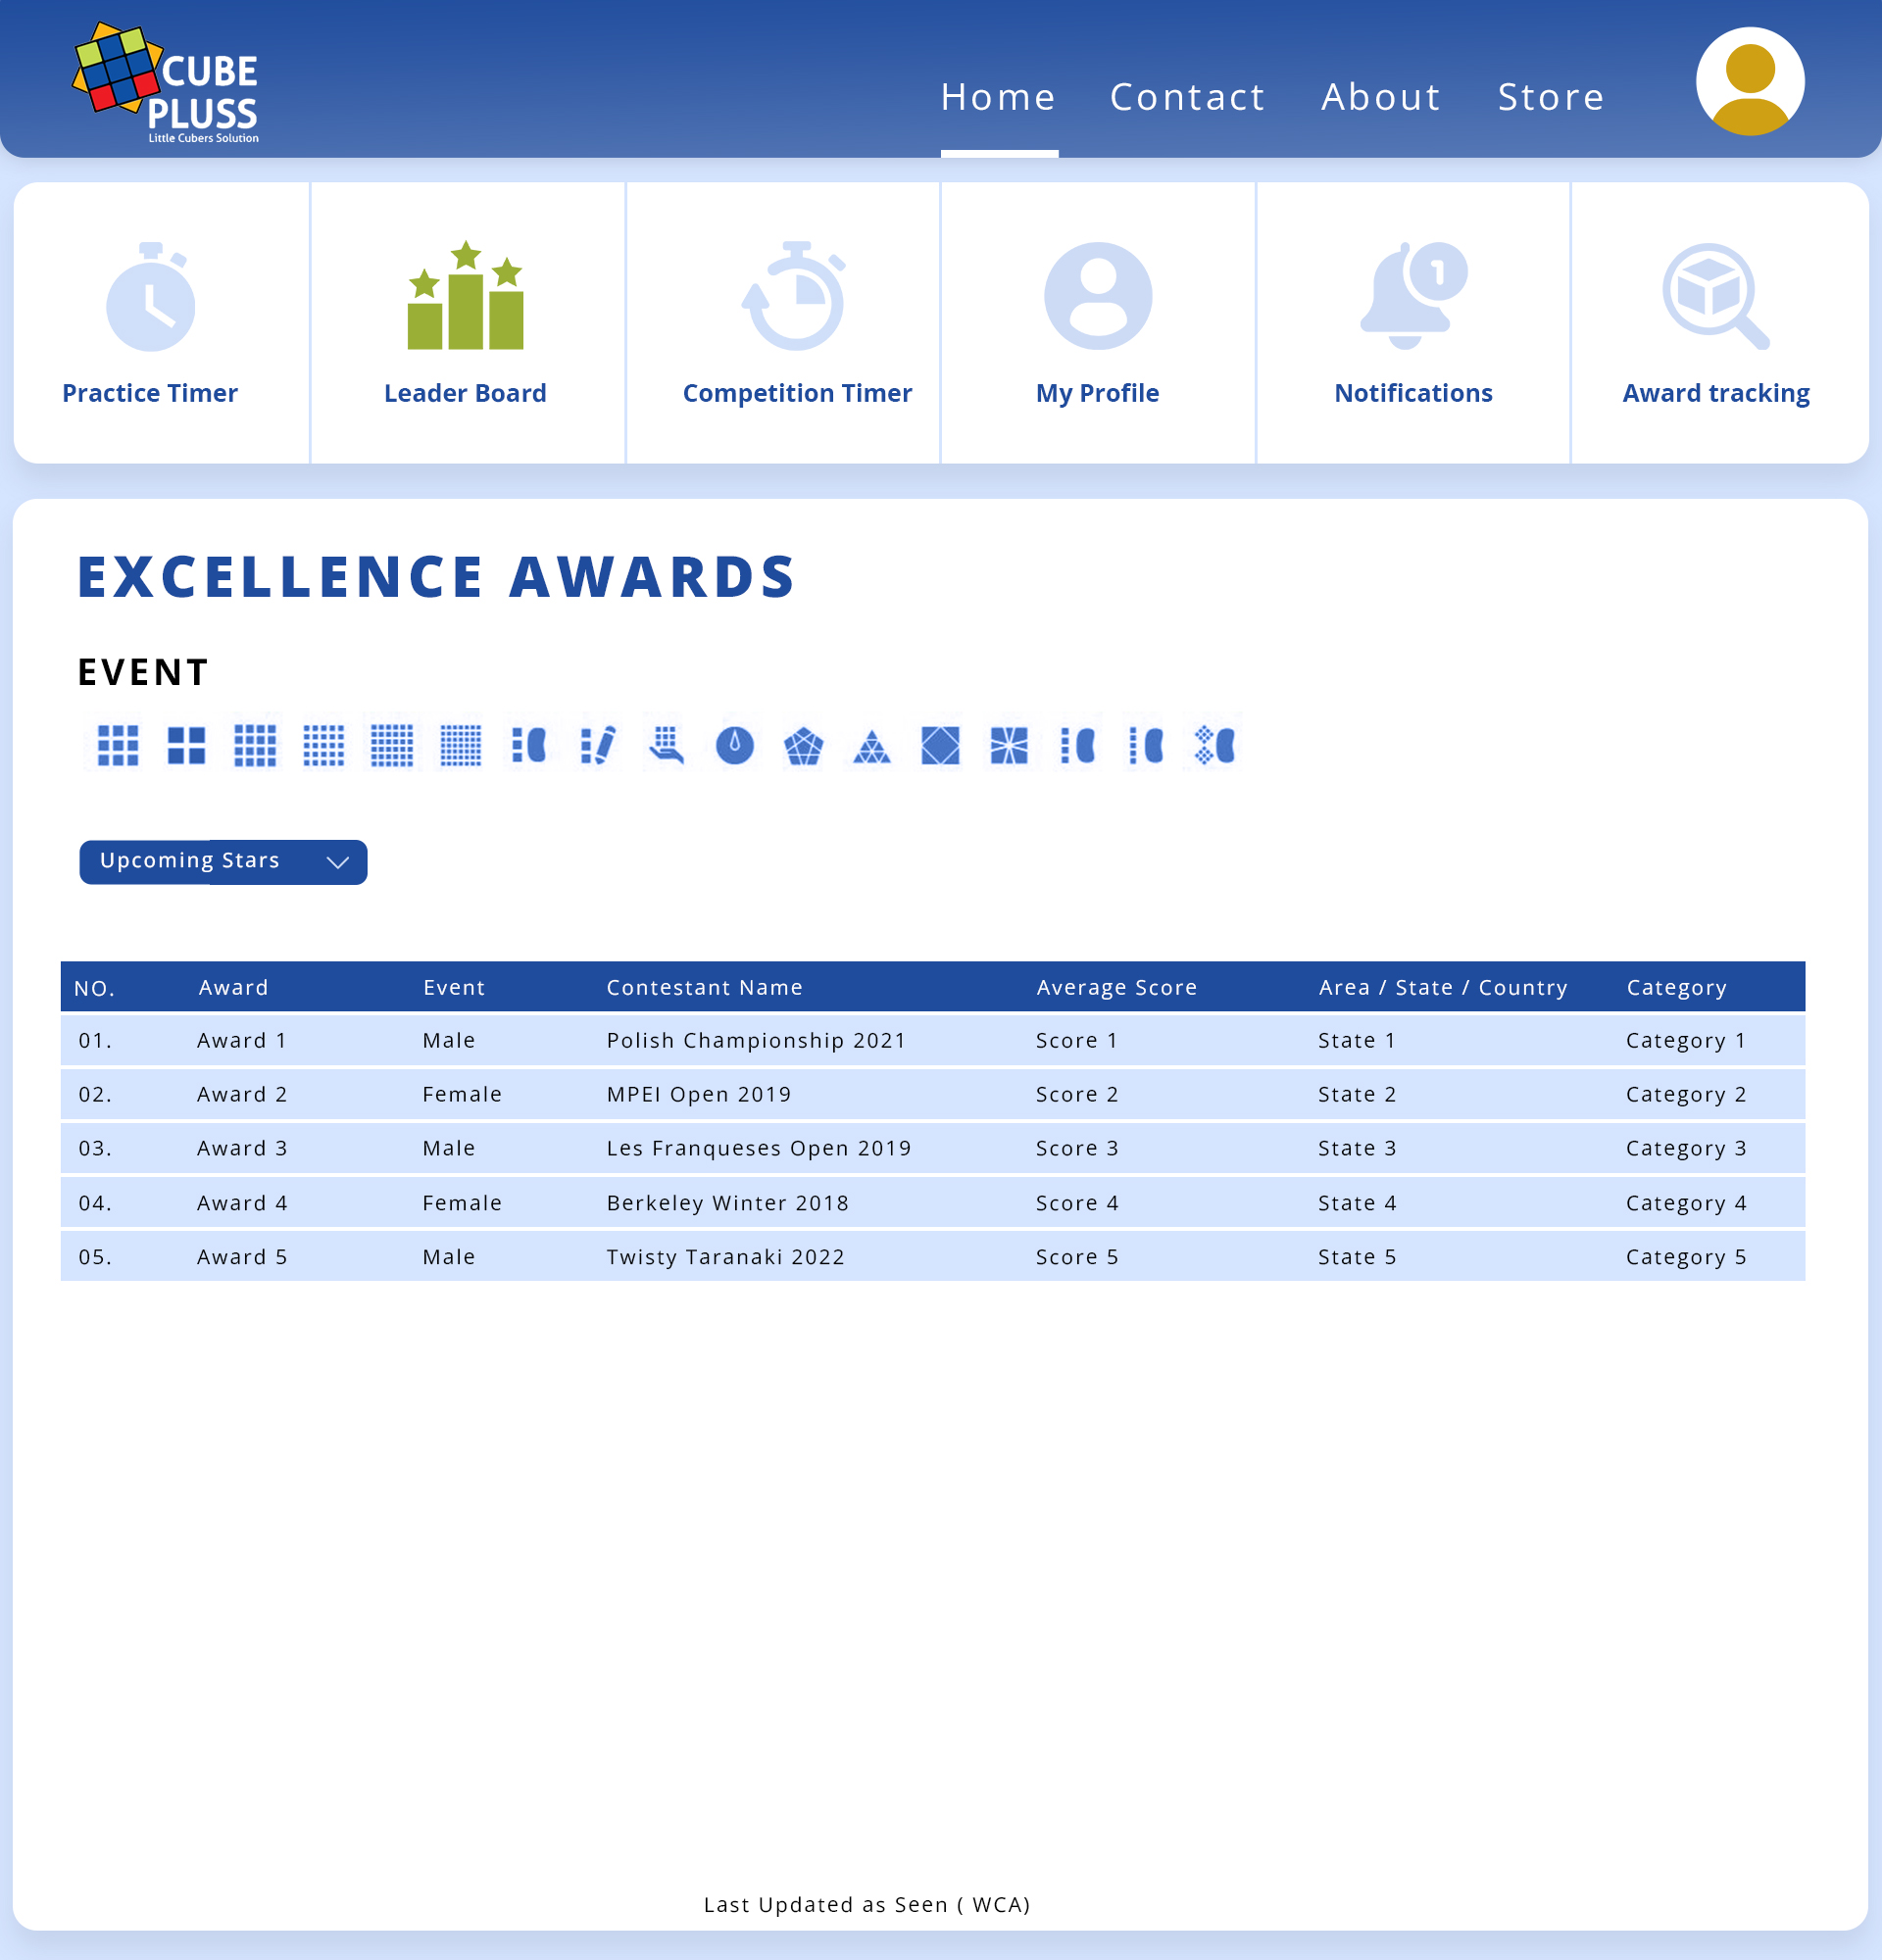 CUBE
PLUSS
Little Cubers Solution
Home Contact About Store
1
Practice Timer Leader Board Competition Timer My Profile Notifications Award tracking
EXCELLENCE AWARDS
EVENT
Upcoming Stars
NO. Award Event Contestant Name Average Score Area / State / Country Category
01. Award 1 Male Polish Championship 2021 Score 1 State 1 Category 1
02. Award 2 Female MPEI Open 2019 Score 2 State 2 Category 2
03. Award 3 Male Les Franqueses Open 2019 Score 3 State 3 Category 3
04. Award 4 Female Berkeley Winter 2018 Score 4 State 4 Category 4
05. Award 5 Male Twisty Taranaki 2022 Score 5 State 5 Category 5
Last Updated as Seen ( WCA)